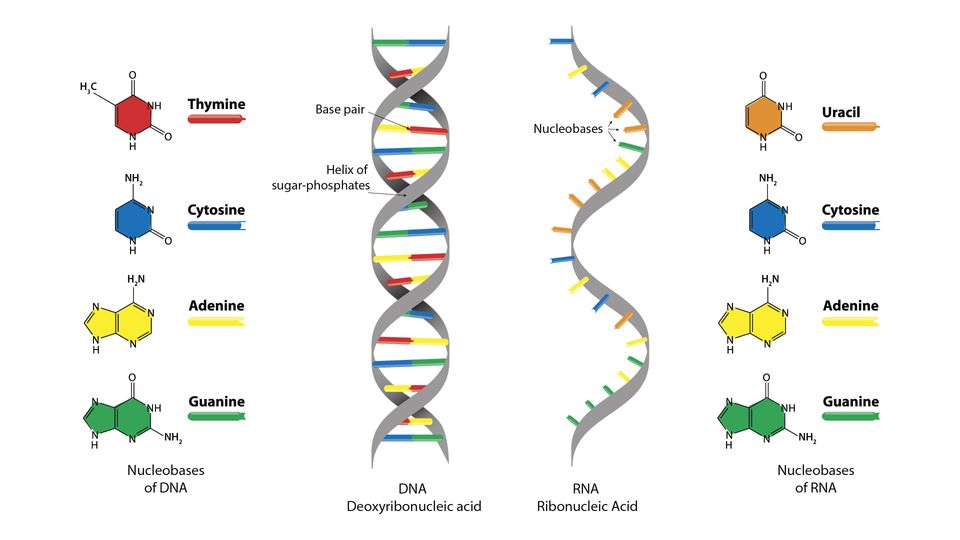 H₃C
O
NH
N
H
O
Thymine
NH₂
N
N
H
O
Cytosine
H₂N
N
N
N
H
N
Adenine
O
N
NH
N
H
N
NH₂
Guanine
Nucleobases
of DNA
Base pair
Helix of
sugar-phosphates
DNA
Deoxyribonucleic acid
Nucleobases
RNA
Ribonucleic Acid
O
NH
N
H
O
Uracil
NH₂
N
N
H
O
Cytosine
H₂N
N
N
N
H
N
Adenine
O
N
NH
N
H
N
NH₂
Guanine
Nucleobases
of RNA